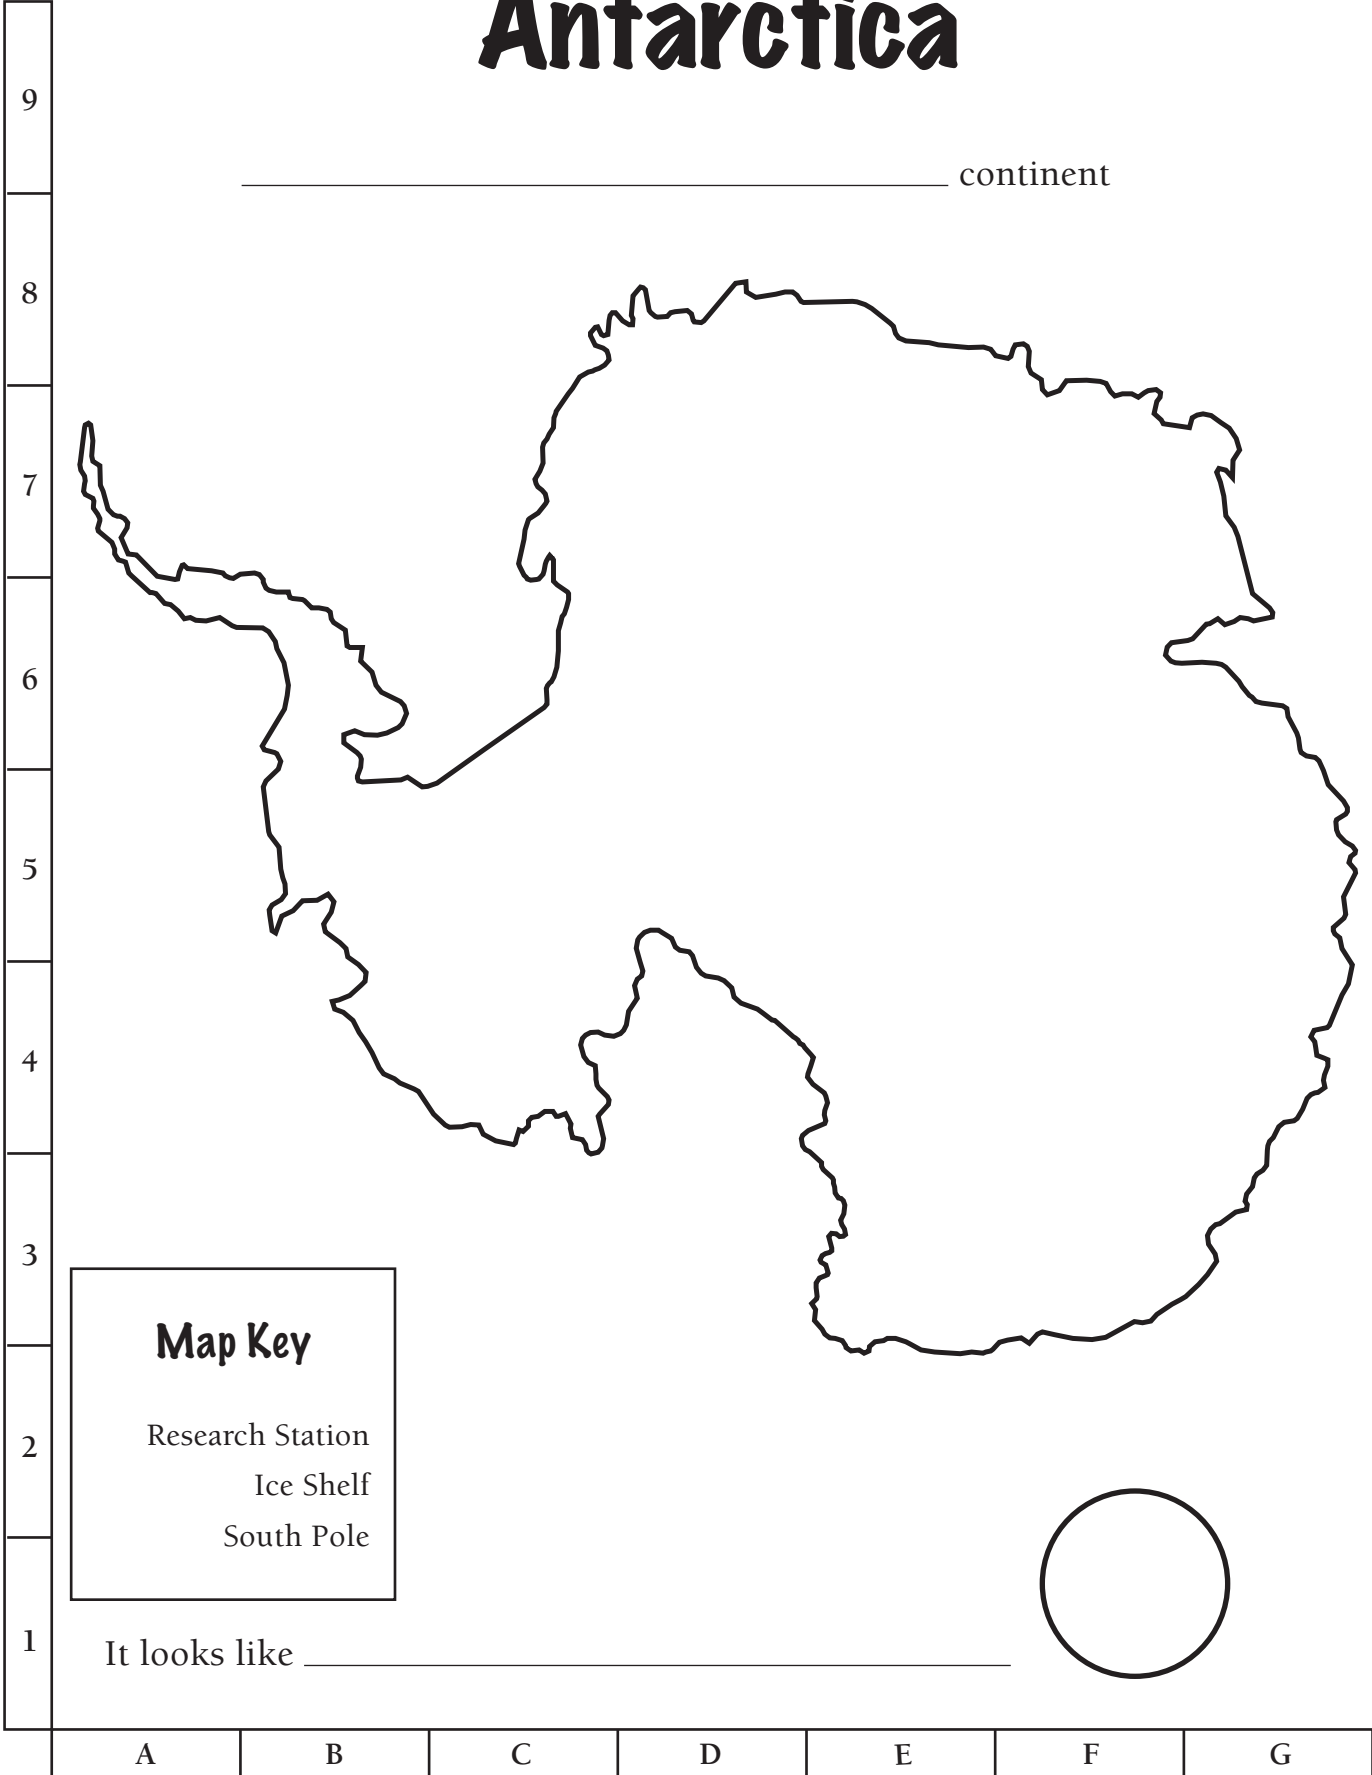 Antarctica
9
continent
8
7
6
5
4
3
Map Key
Research Station
2
Ice Shelf
South Pole
1
It looks like
A B C D E F G